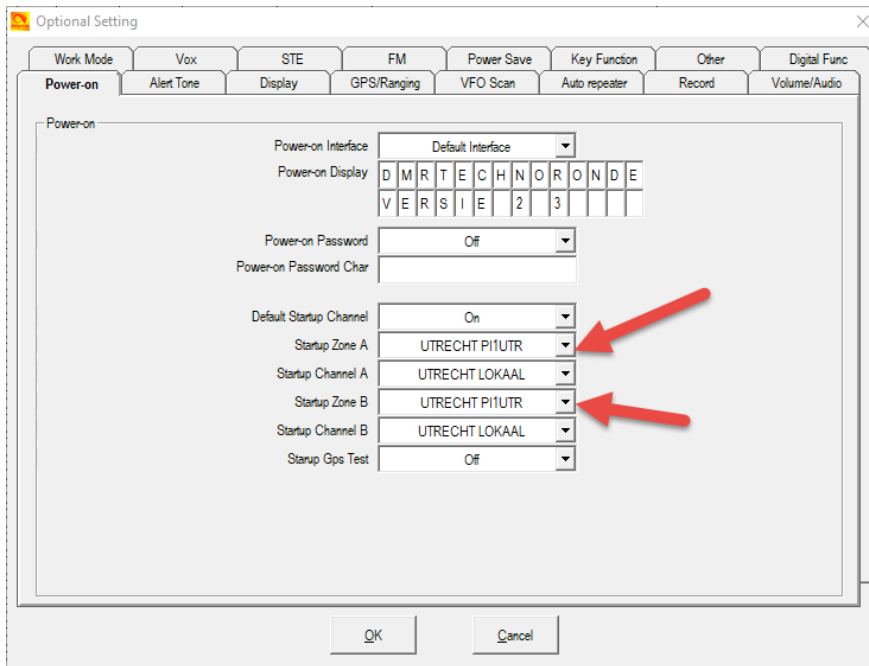 Optional Setting
Work Mode Vox STE FM Power Save Key Function Other Digital Func
Power-on Alert Tone Display GPS/Ranging VFO Scan Auto repeater Record Volume/Audio
Power-on
Power-on Interface Default Interface
Power-on Display DMRTECHNORONDE
VERSIE 2 3
Power-on Password Off
Power-on Password Char
Default Startup Channel On
Startup Zone A UTRECHT PI1UTR
Startup Channel A UTRECHT LOKAAL
Startup Zone B UTRECHT PI1UTR
Startup Channel B UTRECHT LOKAAL
Starup Gps Test Off
OK Cancel